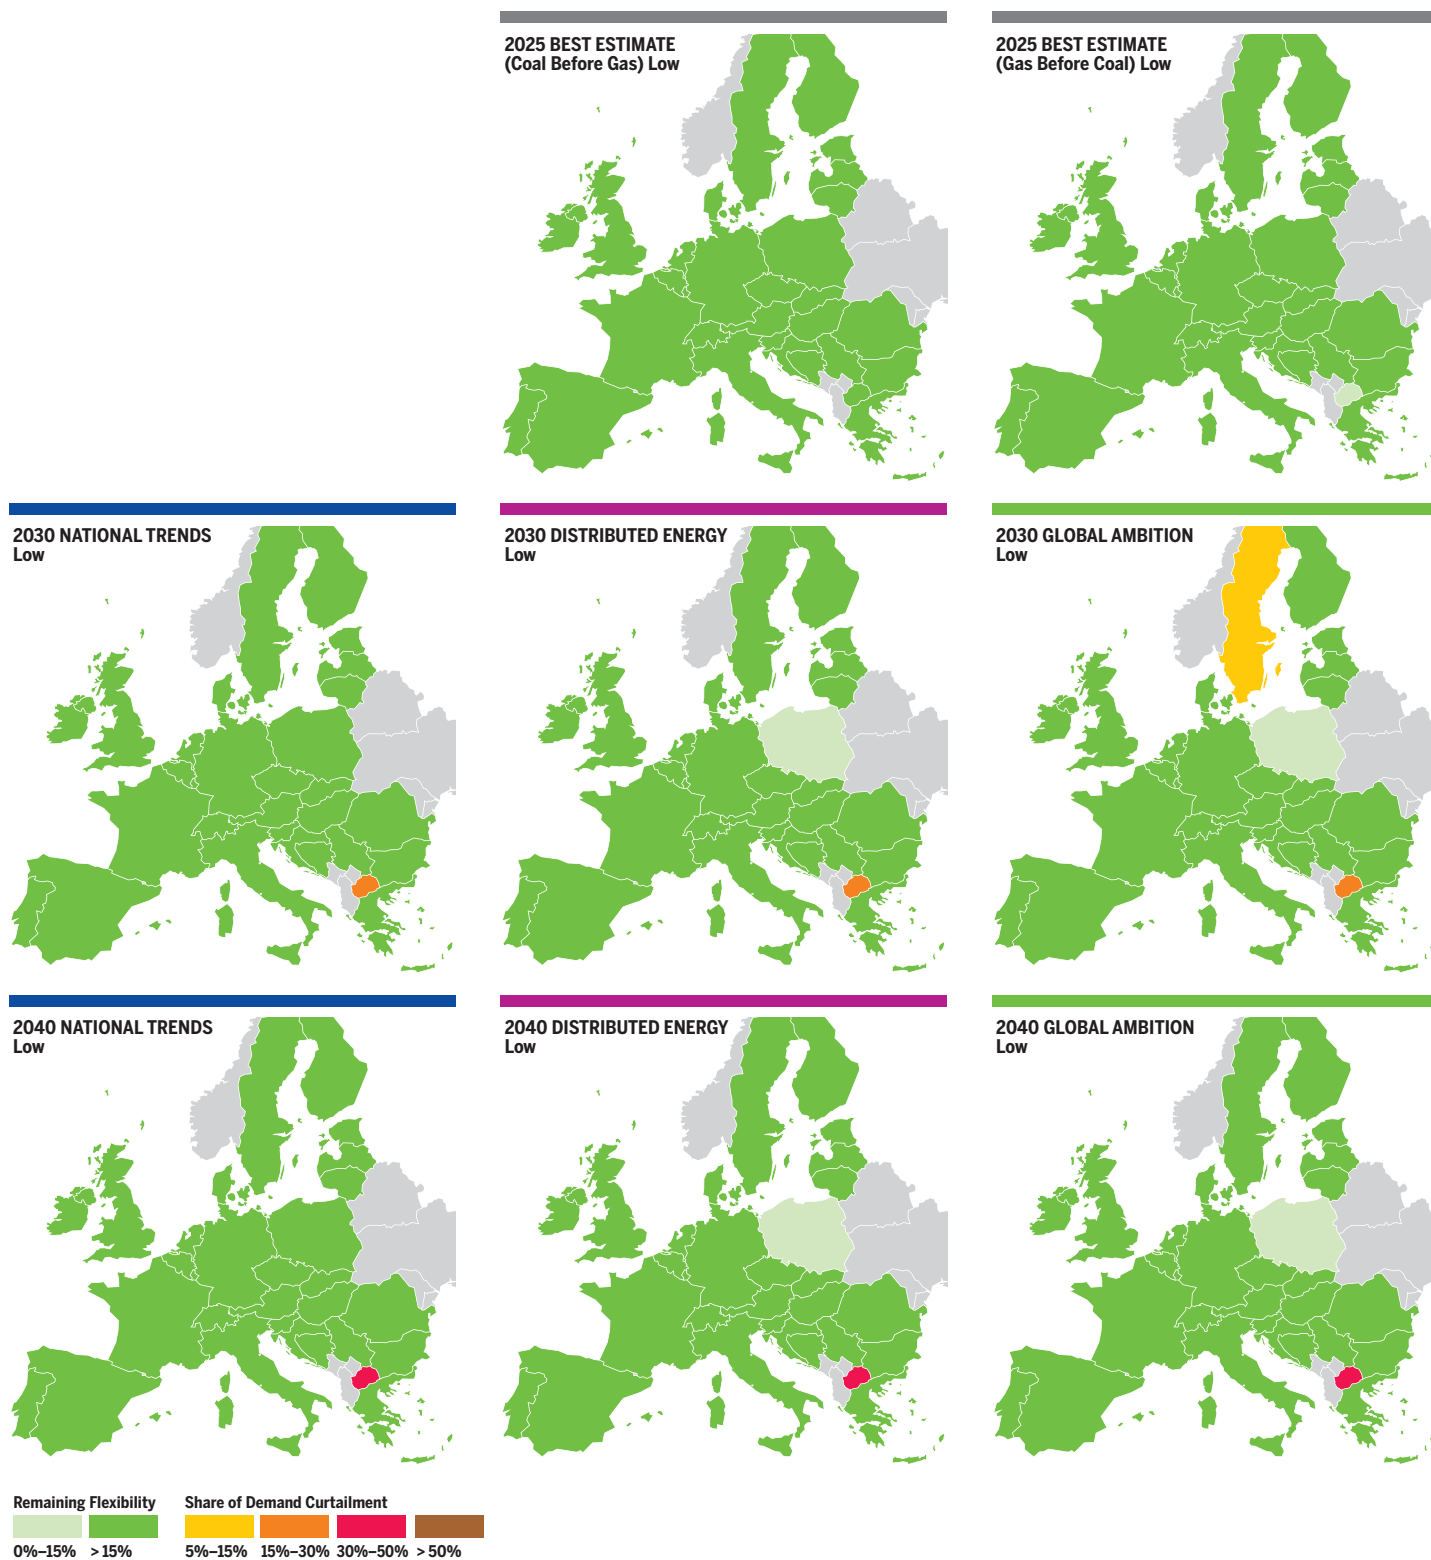 2025 BEST ESTIMATE
(Coal Before Gas) Low
2025 BEST ESTIMATE
(Gas Before Coal) Low
2030 NATIONAL TRENDS
Low
2030 DISTRIBUTED ENERGY
Low
2030 GLOBAL AMBITION
Low
2040 NATIONAL TRENDS
Low
2040 DISTRIBUTED ENERGY
Low
2040 GLOBAL AMBITION
Low
Remaining Flexibility
0%–15% > 15%
Share of Demand Curtailment
5%–15% 15%–30% 30%–50% > 50%